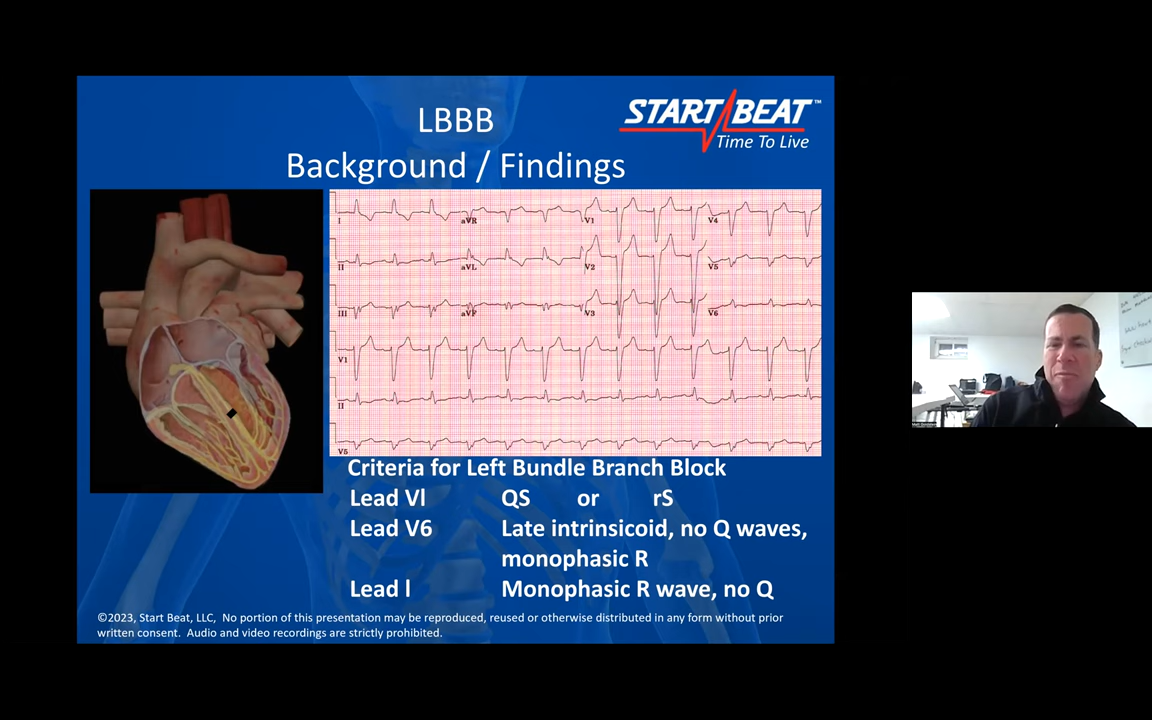 LBBB
Background / Findings
START BEAT™
Time To Live
I aVR V1 V4
II aVL V2 V5
III aVF V3 V6
V1
II
V5
Criteria for Left Bundle Branch Block
Lead Vl QS or rS
Lead V6 Late intrinsicoid, no Q waves,
monophasic R
Lead l Monophasic R wave, no Q
©2023, Start Beat, LLC, No portion of this presentation may be reproduced, reused or otherwise distributed in any form without prior
written consent. Audio and video recordings are strictly prohibited.